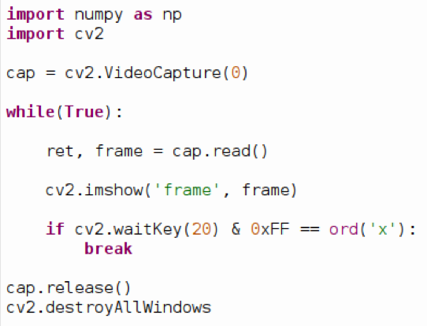 import numpy as np
import cv2
cap = cv2.VideoCapture(0)
while(True):
ret, frame = cap.read()
cv2.imshow('frame', frame)
if cv2.waitKey(20) & 0xFF == ord('x'):
break
cap.release()
cv2.destroyAllWindows